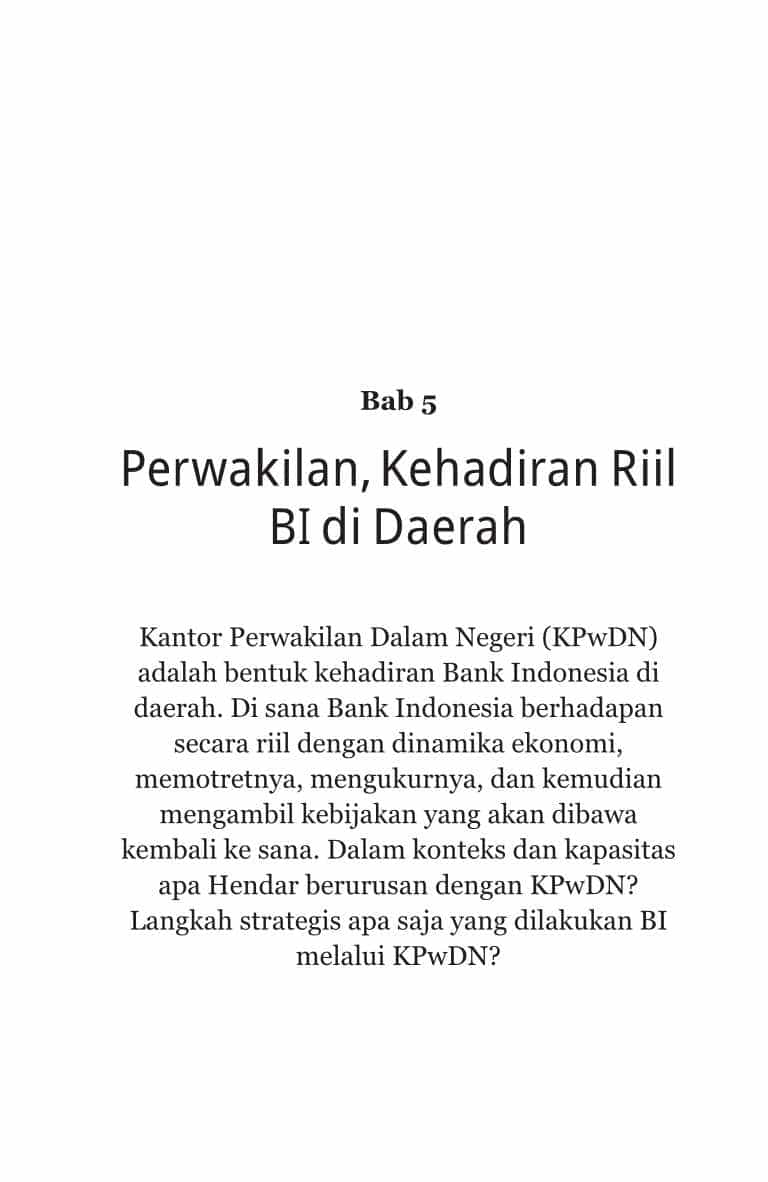 Bab 5
Perwakilan, Kehadiran Riil
BI di Daerah
Kantor Perwakilan Dalam Negeri (KPwDN)
adalah bentuk kehadiran Bank Indonesia di
daerah. Di sana Bank Indonesia berhadapan
secara riil dengan dinamika ekonomi,
memotretnya, mengukurnya, dan kemudian
mengambil kebijakan yang akan dibawa
kembali ke sana. Dalam konteks dan kapasitas
apa Hendar berurusan dengan KPwDN?
Langkah strategis apa saja yang dilakukan BI
melalui KPwDN?